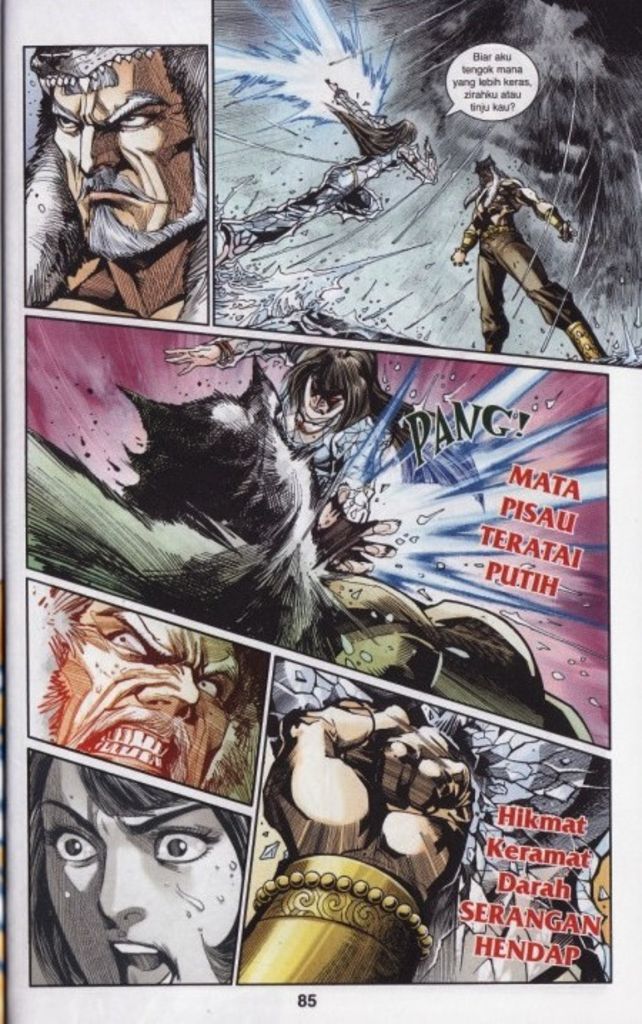 Biar aku
tengok mana
yang lebih keras,
zirahku atau
tinju kau?
PANG!
MATA
PISAU
TERATAI
PUTIH
Hikmat
Keramat
Darah
SERANGAN
HENDAP
85